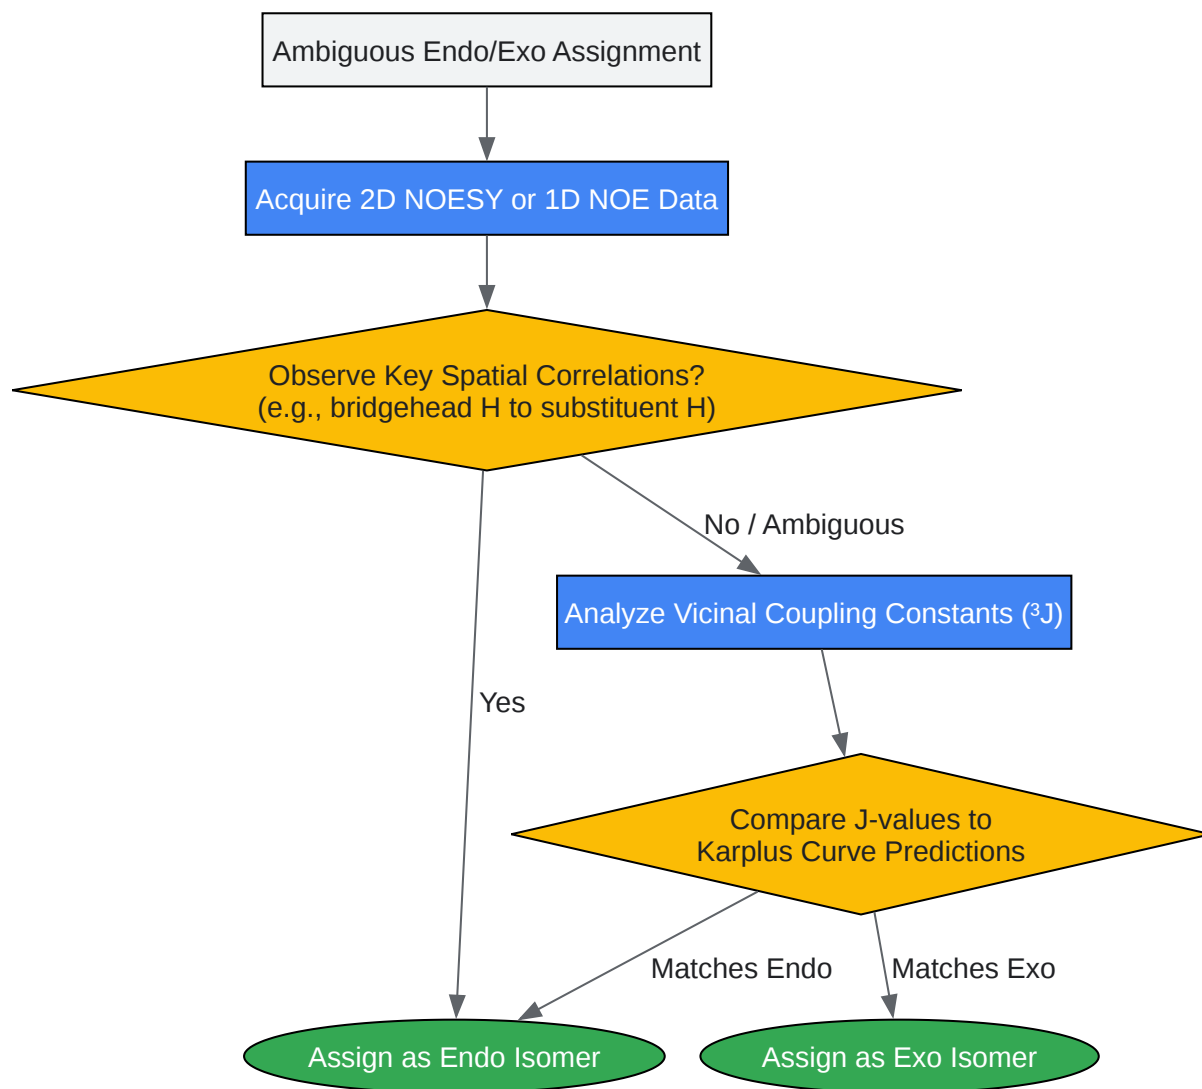 Ambiguous Endo/Exo Assignment
Acquire 2D NOESY or 1D NOE Data
Observe Key Spatial Correlations?
(e.g., bridgehead H to substituent H)
No / Ambiguous
Analyze Vicinal Coupling Constants (³J)
Yes
Compare J-values to
Karplus Curve Predictions
Matches Endo
Matches Exo
Assign as Endo Isomer
Assign as Exo Isomer